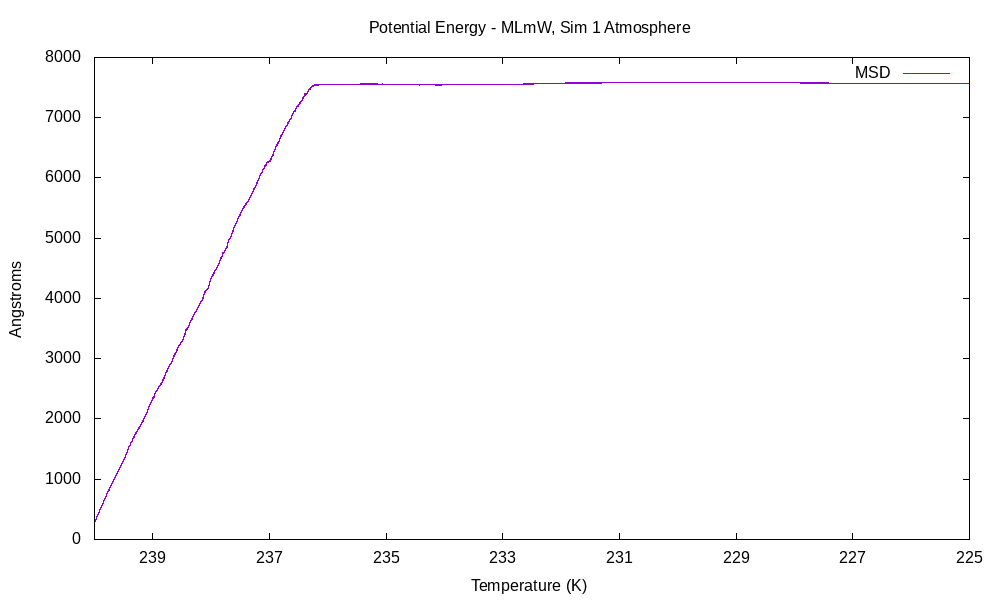 Potential Energy - MLmW, Sim 1 Atmosphere
MSD
8000
7000
6000
5000
4000
3000
2000
1000
0
Angstroms
239 237 235 233 231 229 227 225
Temperature (K)